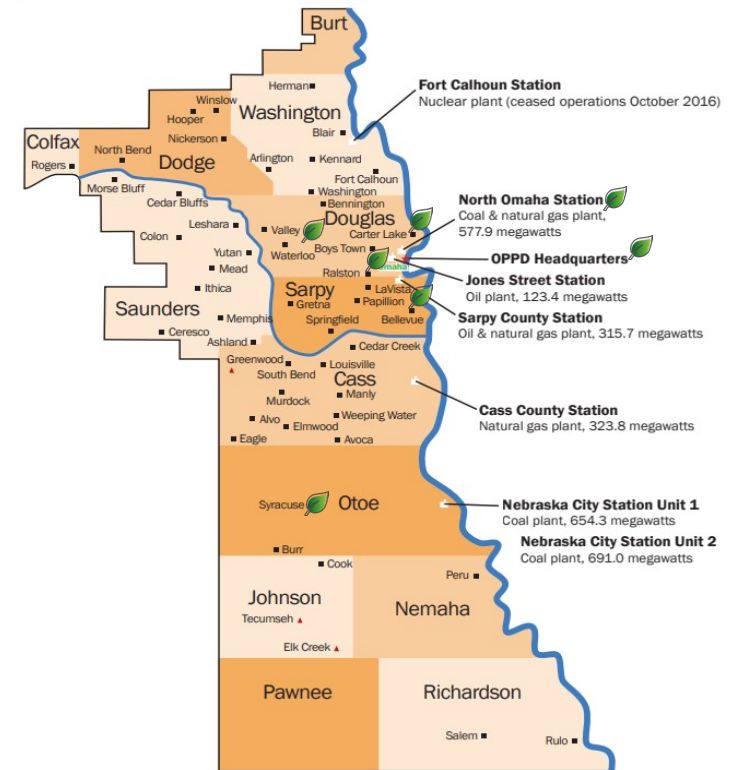 Burt
Herman
Fort Calhoun Station
Nuclear plant (ceased operations October 2016)
Winslow
Hooper
Washington
Blair
Nickerson
Colfax
North Bend
Dodge
Rogers
Arlington
Kennard
Fort Calhoun
Morse Bluff
Washington
Cedar Bluffs
Bennington
North Omaha Station
Coal & natural gas plant,
577.9 megawatts
Douglas
Leshara
Valley
Carter Lake
Colon
Waterloo
Boys Town
Yutan
OPPD Headquarters
Omaha
Mead
Ralston
Jones Street Station
Oil plant, 123.4 megawatts
Ithica
Sarpy
LaVista
Gretna
Papillion
Saunders
Memphis
Springfield
Bellevue
Sarpy County Station
Oil & natural gas plant, 315.7 megawatts
Ceresco
Ashland
Cedar Creek
Greenwood
South Bend
Louisville
Cass
Murdock
Manly
Cass County Station
Natural gas plant, 323.8 megawatts
Alvo
Elmwood
Weeping Water
Eagle
Avoca
Syracuse
Otoe
Nebraska City Station Unit 1
Coal plant, 654.3 megawatts
Nebraska City Station Unit 2
Coal plant, 691.0 megawatts
Burr
Cook
Peru
Johnson
Nemaha
Tecumseh
Elk Creek
Pawnee
Richardson
Salem
Rulo